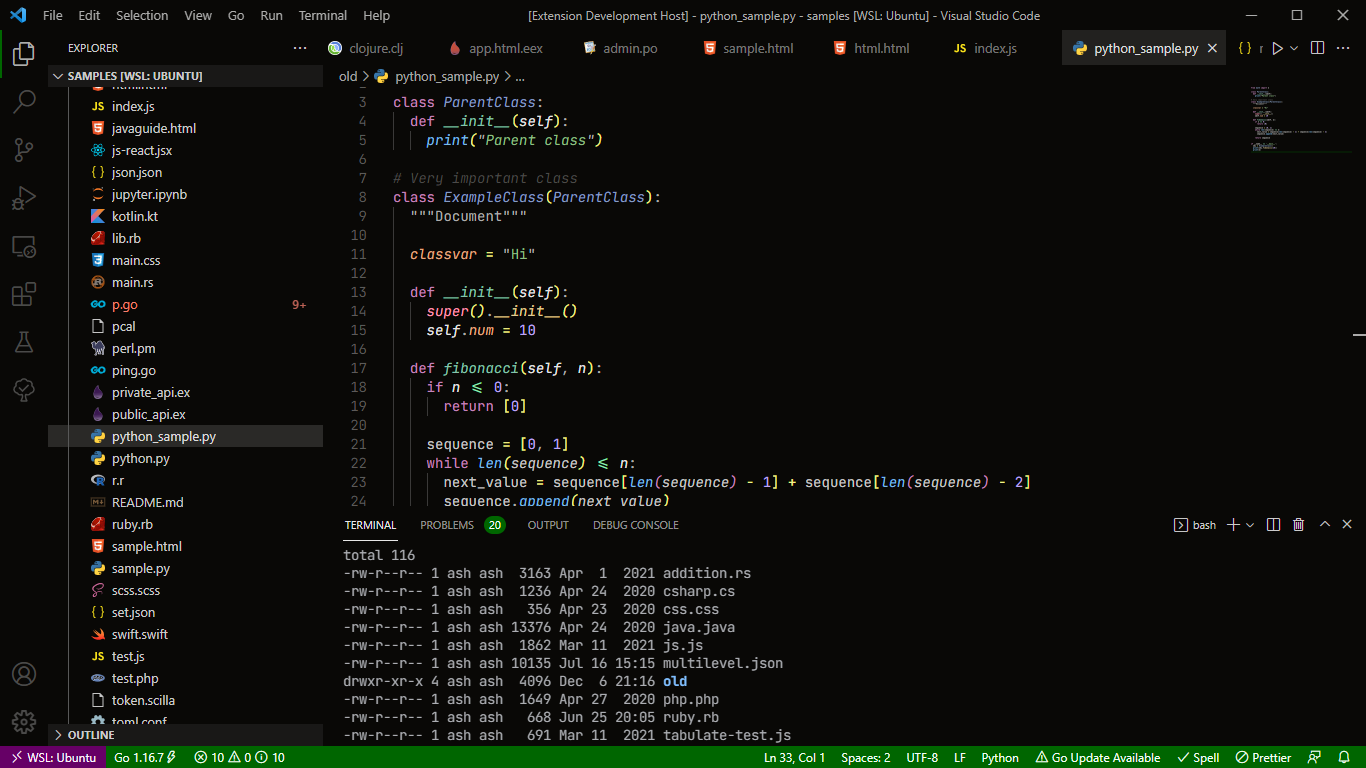 File Edit Selection View Go Run Terminal Help [Extension Development Host] - python_sample.py - samples [WSL: Ubuntu] - Visual Studio Code
EXPLORER
clojure.clj app.html.eex admin.po sample.html html.html JS index.js python_sample.py
SAMPLES [WSL: UBUNTU]
old > python_sample.py > ...
JS index.js
javaguide.html
js-react.jsx
{} json.json
jupyter.ipynb
kotlin.kt
lib.rb
main.css
main.rs
GO p.go 9+
pcal
perl.pm
GO ping.go
private_api.ex
public_api.ex
python_sample.py
python.py
r.r
README.md
ruby.rb
sample.html
sample.py
scss.scss
{} set.json
swift.swift
JS test.js
test.php
token.scilla
toml.conf
OUTLINE
3 class ParentClass:
4 def __init__(self):
5 print("Parent class")
6
7 # Very important class
8 class ExampleClass(ParentClass):
9 """Document"""
10
11 classvar = "Hi"
12
13 def __init__(self):
14 super().__init__()
15 self.num = 10
16
17 def fibonacci(self, n):
18 if n ≤ 0:
19 return [0]
20
21 sequence = [0, 1]
22 while len(sequence) ≤ n:
23 next_value = sequence[len(sequence) - 1] + sequence[len(sequence) - 2]
24 sequence.append(next_value)
TERMINAL PROBLEMS 20 OUTPUT DEBUG CONSOLE bash
total 116
-rw-r--r-- 1 ash ash 3163 Apr 1 2021 addition.rs
-rw-r--r-- 1 ash ash 1236 Apr 24 2020 csharp.cs
-rw-r--r-- 1 ash ash 356 Apr 23 2020 css.css
-rw-r--r-- 1 ash ash 13376 Apr 24 2020 java.java
-rw-r--r-- 1 ash ash 1862 Mar 11 2021 js.js
-rw-r--r-- 1 ash ash 10135 Jul 16 15:15 multilevel.json
drwxr-xr-x 4 ash ash 4096 Dec 6 21:16 old
-rw-r--r-- 1 ash ash 1649 Apr 27 2020 php.php
-rw-r--r-- 1 ash ash 668 Jun 25 20:05 ruby.rb
-rw-r--r-- 1 ash ash 691 Mar 11 2021 tabulate-test.js
WSL: Ubuntu Go 1.16.7 10 0 10 Ln 33, Col 1 Spaces: 2 UTF-8 LF Python Go Update Available Spell Prettier